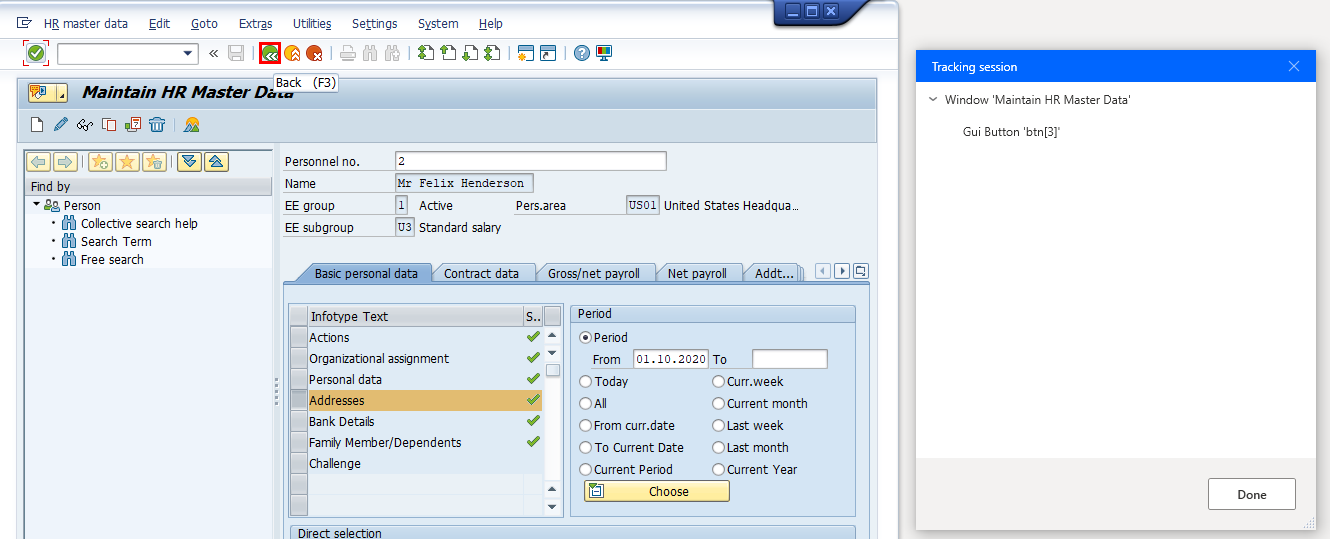 HR master data Edit Goto Extras Utilities Settings System Help
Back (F3)
Maintain HR Master Data
Find by
Person
Collective search help
Search Term
Free search
Personnel no. 2
Name Mr Felix Henderson
EE group 1 Active Pers.area US01 United States Headqua...
EE subgroup U3 Standard salary
Basic personal data Contract data Gross/net payroll Net payroll Addt...
Infotype Text S..
Actions
Organizational assignment
Personal data
Addresses
Bank Details
Family Member/Dependents
Challenge
Period
Period
From 01.10.2020 To
Today Curr.week
All Current month
From curr.date Last week
To Current Date Last month
Current Period Current Year
Choose
Direct selection
Tracking session
Window 'Maintain HR Master Data'
Gui Button 'btn[3]'
Done